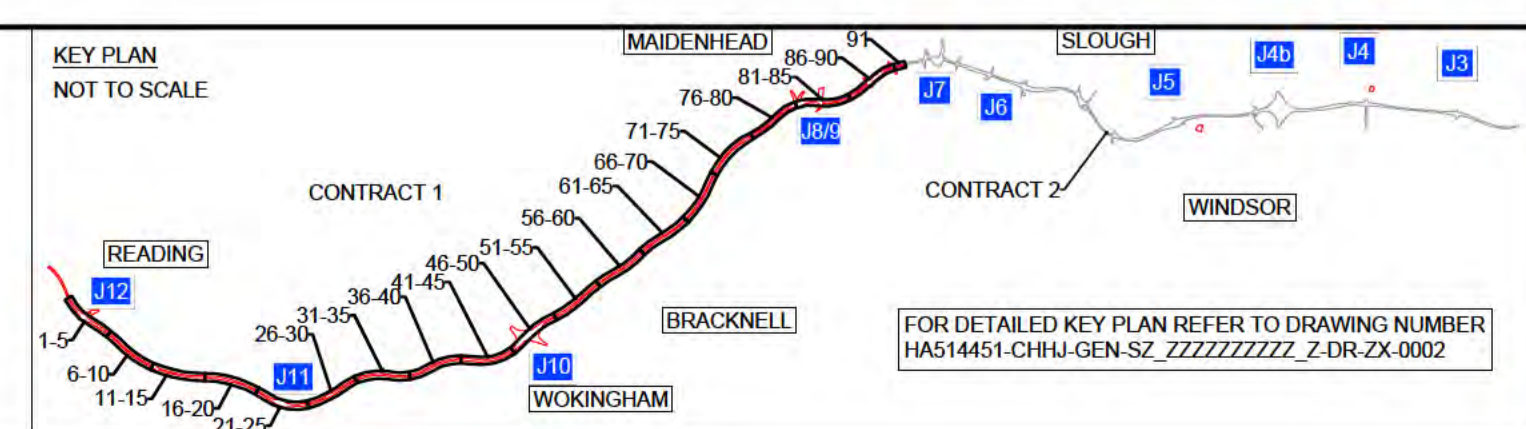 KEY PLAN
NOT TO SCALE
MAIDENHEAD
91
SLOUGH
86-90
81-85
J7
J6
J5
J4b
J4
J3
76-80
J8/9
71-75
66-70
61-65
CONTRACT 1
CONTRACT 2
WINDSOR
56-60
51-55
46-50
41-45
36-40
31-35
26-30
READING
J12
1-5
6-10
11-15
16-20
21-25
J11
J10
WOKINGHAM
BRACKNELL
FOR DETAILED KEY PLAN REFER TO DRAWING NUMBER
HA514451-CHHJ-GEN-SZ_ZZZZZZZZZZ_Z-DR-ZX-0002